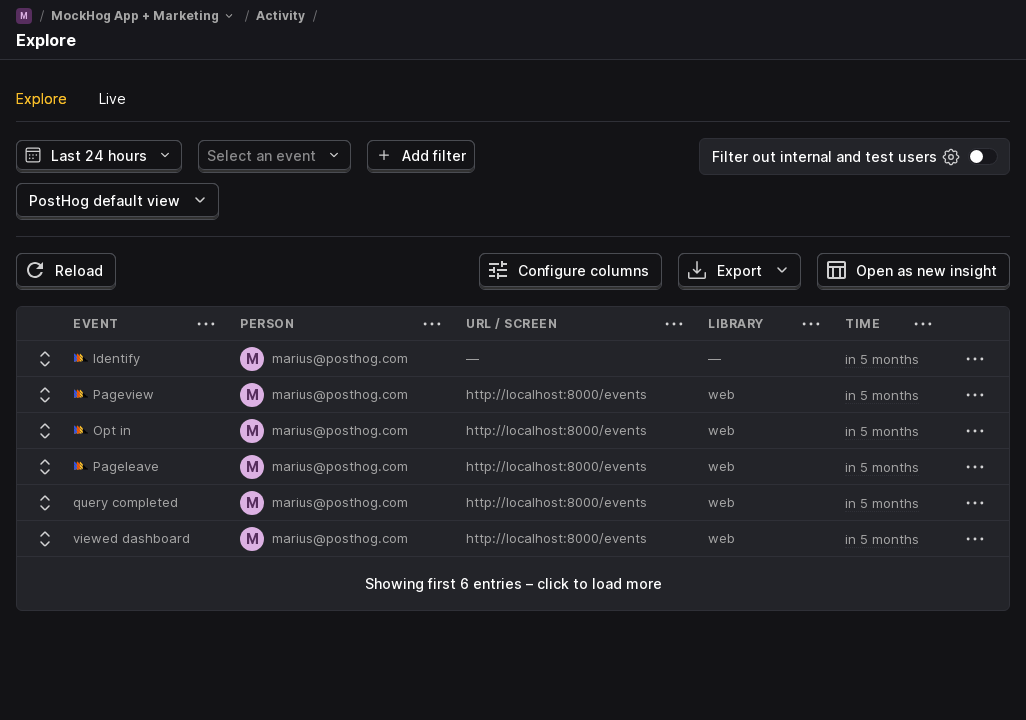 M / MockHog App + Marketing / Activity /
Explore
Explore Live
Last 24 hours Select an event Add filter Filter out internal and test users
PostHog default view
Reload Configure columns Export Open as new insight
EVENT PERSON URL / SCREEN LIBRARY TIME
Identify M marius@posthog.com — — in 5 months
Pageview M marius@posthog.com http://localhost:8000/events web in 5 months
Opt in M marius@posthog.com http://localhost:8000/events web in 5 months
Pageleave M marius@posthog.com http://localhost:8000/events web in 5 months
query completed M marius@posthog.com http://localhost:8000/events web in 5 months
viewed dashboard M marius@posthog.com http://localhost:8000/events web in 5 months
Showing first 6 entries – click to load more